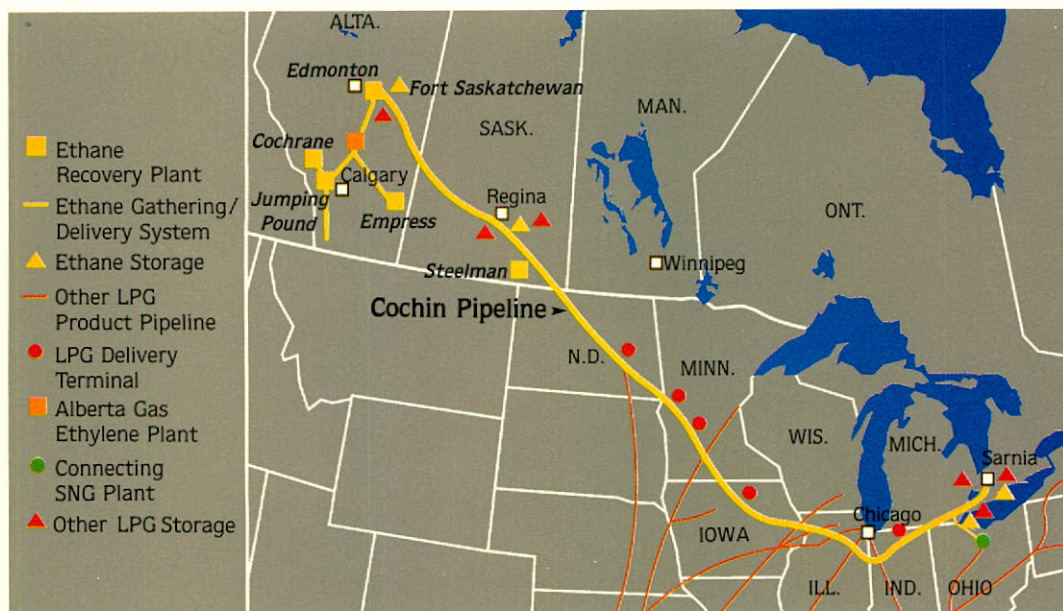 ALTA.
Edmonton
Fort Saskatchewan
MAN.
SASK.
Cochrane
Ethane
Recovery Plant
Calgary
Regina
Jumping
Pound
Empress
ONT.
Ethane Gathering/
Delivery System
Ethane Storage
Steelman
Winnipeg
Other LPG
Product Pipeline
Cochin Pipeline
LPG Delivery
Terminal
N.D.
MINN.
Alberta Gas
Ethylene Plant
WIS.
MICH.
Connecting
SNG Plant
Sarnia
Other LPG Storage
Chicago
IOWA
ILL.
IND.
OHIO